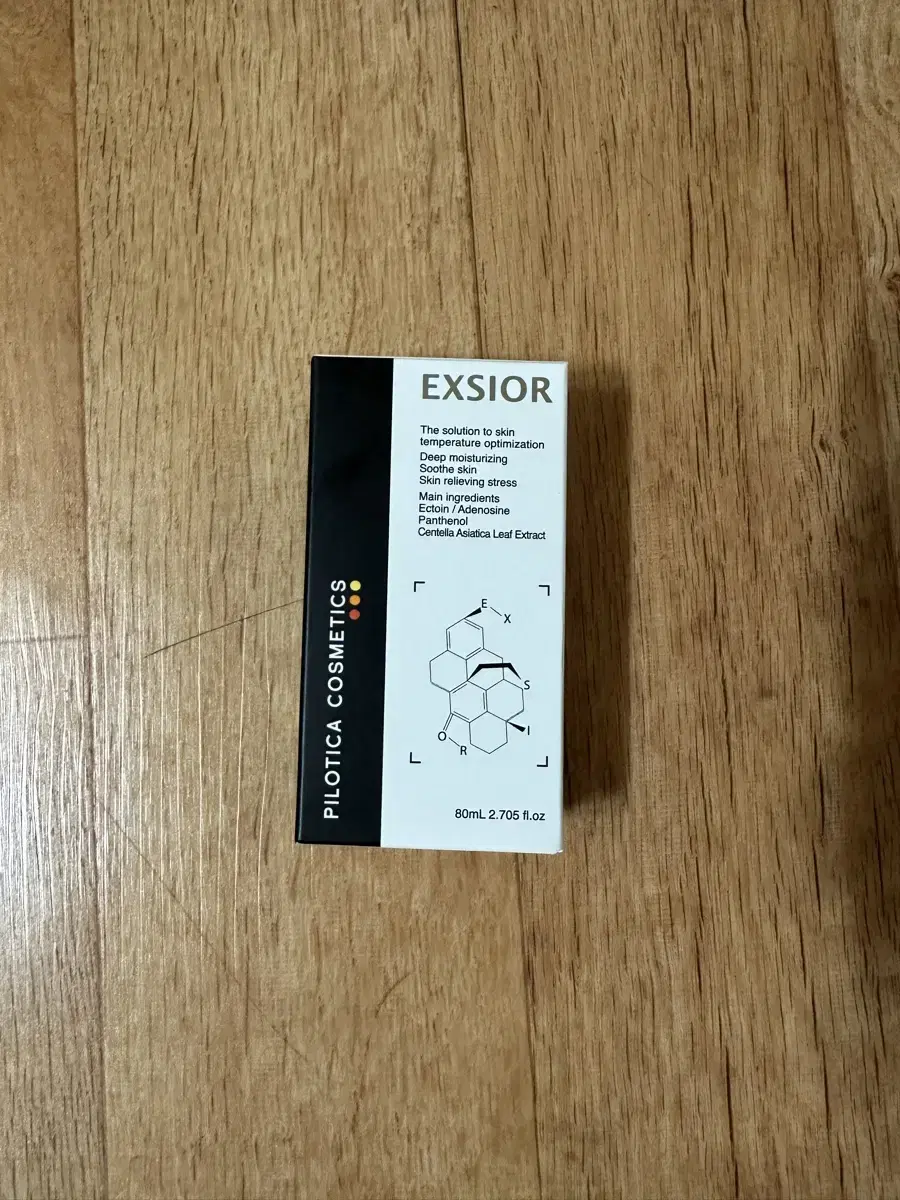 EXSIOR
The solution to skin
temperature optimization
Deep moisturizing
Soothe skin
Skin relieving stress
Main ingredients
Ectoin / Adenosine
Panthenol
Centella Asiatica Leaf Extract
E
X
S
I
O
R
80mL 2.705 fl.oz
PILOTICA COSMETICS